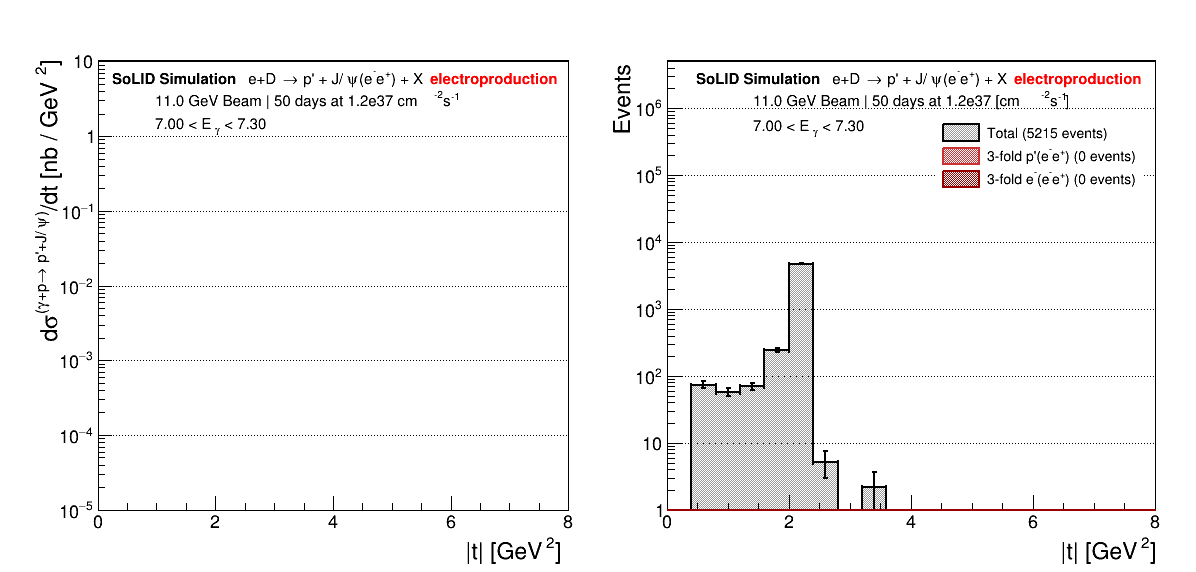 SoLID Simulation e+D → p' + J/ψ(e⁻e⁺) + X electroproduction
11.0 GeV Beam | 50 days at 1.2e37 cm⁻²s⁻¹
7.00 < Eγ < 7.30
dσ(γ+p→ p'+J/ψ)/dt [nb / GeV²]
10
1
10⁻¹
10⁻²
10⁻³
10⁻⁴
10⁻⁵
0 2 4 6 8
|t| [GeV²]
SoLID Simulation e+D → p' + J/ψ(e⁻e⁺) + X electroproduction
11.0 GeV Beam | 50 days at 1.2e37 [cm⁻²s⁻¹]
7.00 < Eγ < 7.30
Total (5215 events)
3-fold p'(e⁻e⁺) (0 events)
3-fold e⁻(e⁻e⁺) (0 events)
Events
10⁶
10⁵
10⁴
10³
10²
10
1
0 2 4 6 8
|t| [GeV²]